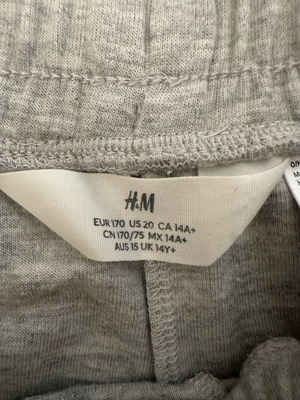 H&M
EUR 170 US 20 CA 14A+
CN 170/75 MX 14A+
AUS 15 UK 14Y+